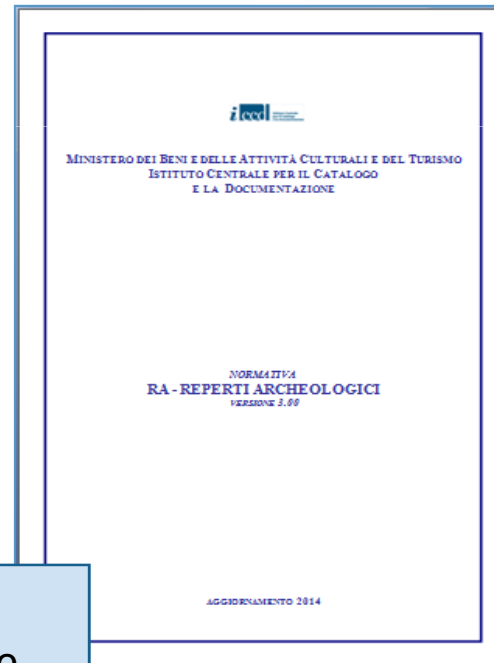 iccd
MINISTERO DEI BENI E DELLE ATTIVITÀ CULTURALI E DEL TURISMO
ISTITUTO CENTRALE PER IL CATALOGO
E LA DOCUMENTAZIONE
NORMATIVA
RA - REPERTI ARCHEOLOGICI
VERSIONE 3.00
AGGIORNAMENTO 2014